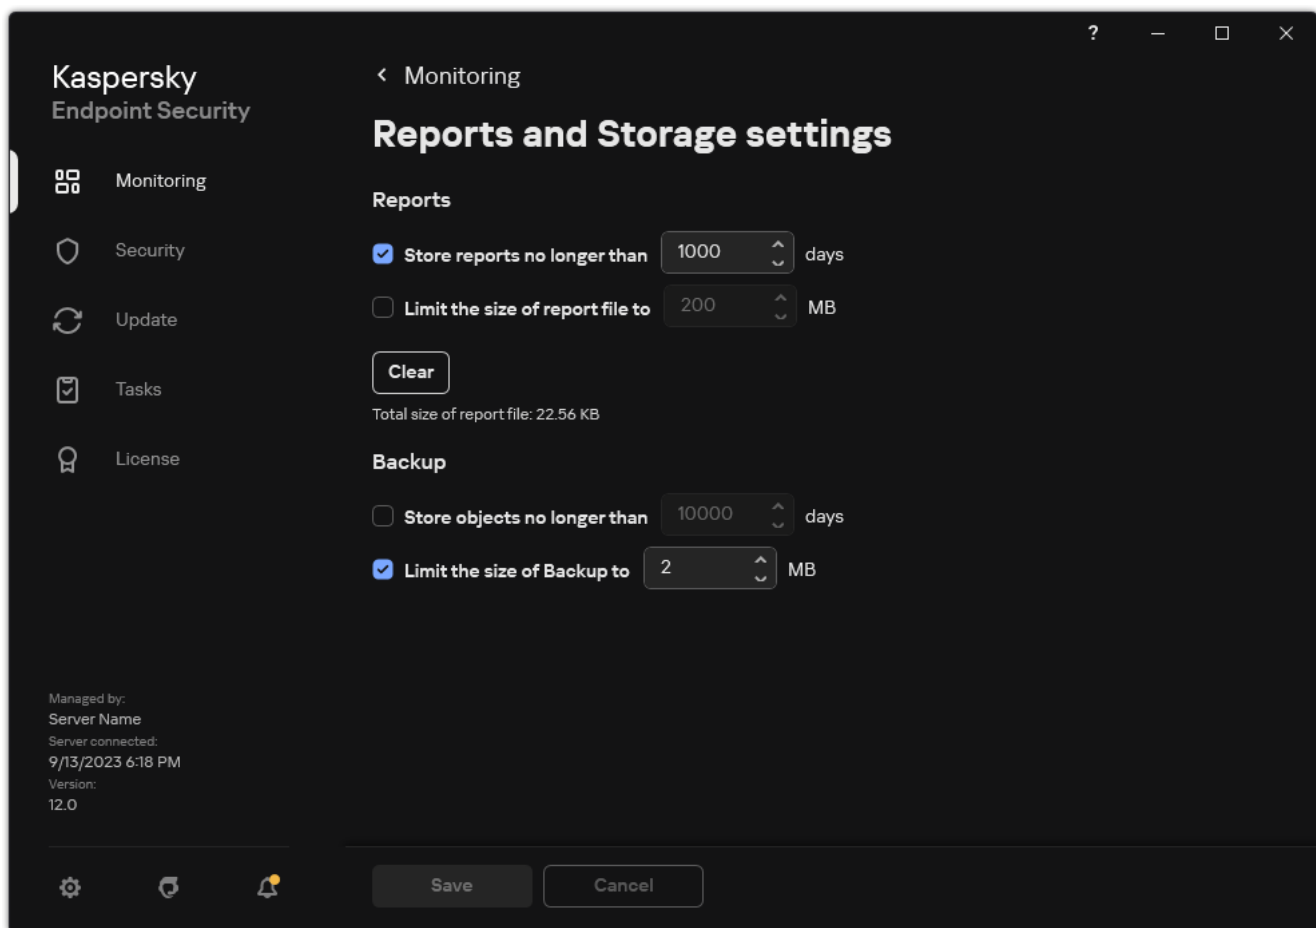 ?
Kaspersky
Endpoint Security
Monitoring
Security
Update
Tasks
License
Managed by:
Server Name
Server connected:
9/13/2023 6:18 PM
Version:
12.0
Monitoring
Reports and Storage settings
Reports
Store reports no longer than 1000 days
Limit the size of report file to 200 MB
Clear
Total size of report file: 22.56 KB
Backup
Store objects no longer than 10000 days
Limit the size of Backup to 2 MB
Save Cancel